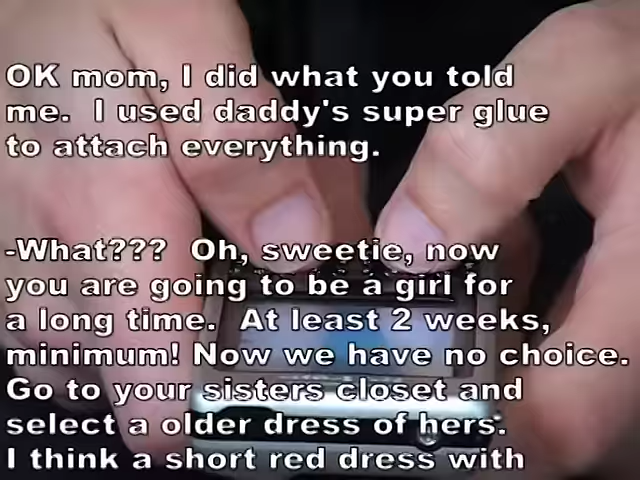 OK mom, I did what you told
me.  I used daddy's super glue
to attach everything.
-What???  Oh, sweetie, now
you are going to be a girl for
a long time.  At least 2 weeks,
minimum! Now we have no choice.
Go to your sisters closet and
select a older dress of hers.
I think a short red dress with